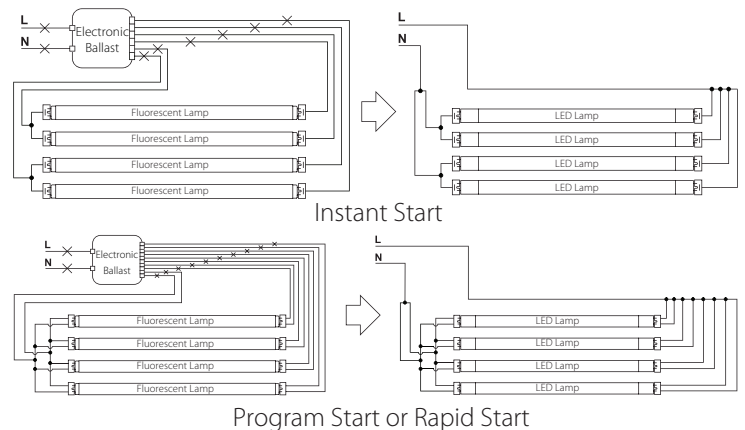 L
N
Electronic
Ballast
Fluorescent Lamp
Fluorescent Lamp
Fluorescent Lamp
Fluorescent Lamp
L
N
LED Lamp
LED Lamp
LED Lamp
LED Lamp
Instant Start
L
N
Electronic
Ballast
Fluorescent Lamp
Fluorescent Lamp
Fluorescent Lamp
Fluorescent Lamp
L
N
LED Lamp
LED Lamp
LED Lamp
LED Lamp
Program Start or Rapid Start